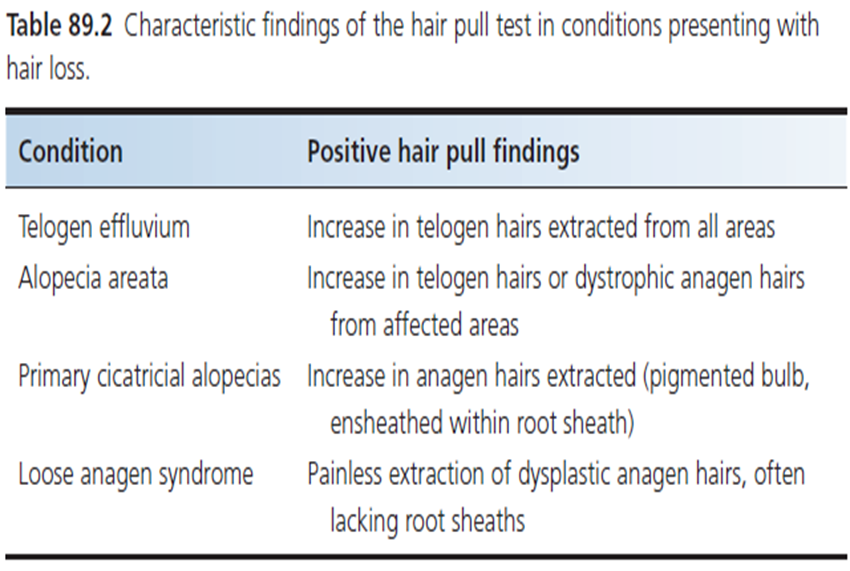 Table 89.2 Characteristic findings of the hair pull test in conditions presenting with
hair loss.
Condition Positive hair pull findings
Telogen effluvium Increase in telogen hairs extracted from all areas
Alopecia areata Increase in telogen hairs or dystrophic anagen hairs
from affected areas
Primary cicatricial alopecias Increase in anagen hairs extracted (pigmented bulb,
ensheathed within root sheath)
Loose anagen syndrome Painless extraction of dysplastic anagen hairs, often
lacking root sheaths